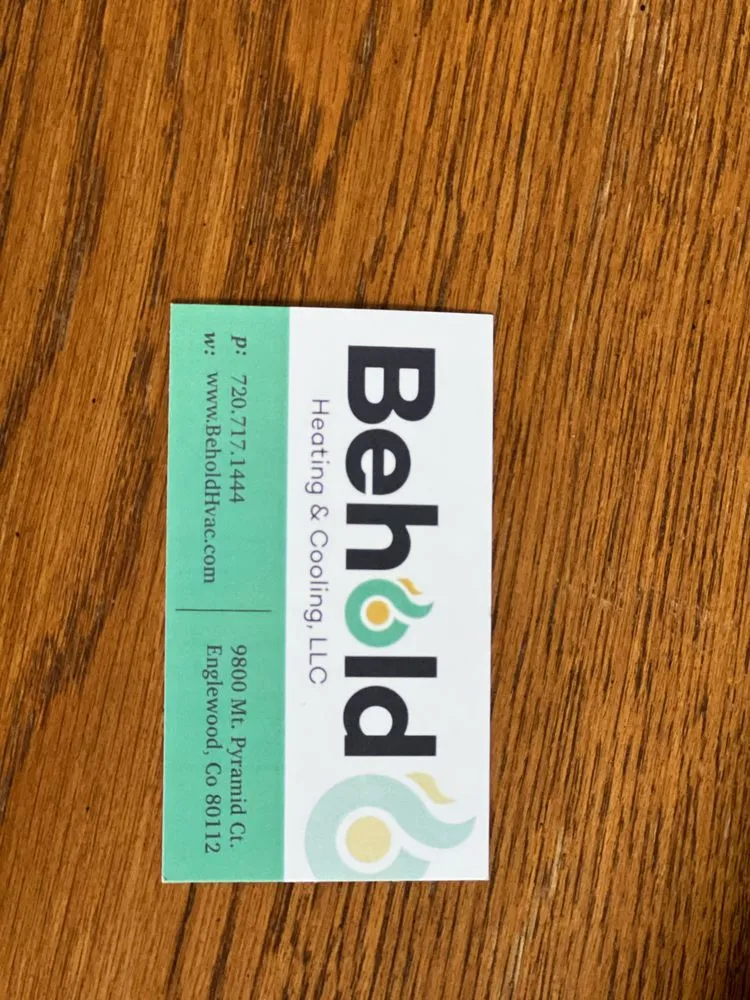 Behold
Heating & Cooling, LLC
p: 720.717.1444
w: www.BeholdHvac.com
9800 Mt. Pyramid Ct.
Englewood, Co 80112